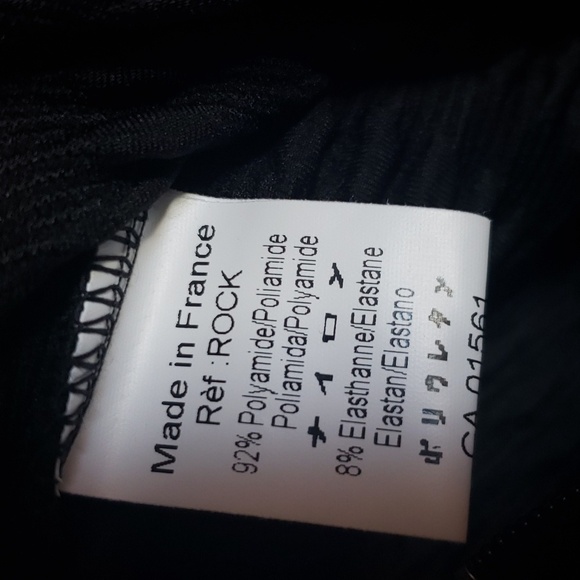 Made in France
Rèf :ROCK
92% Polyamide/Poliamide
Poliamida/Polyamide
ナイロン
8% Elasthanne/Elastane
Elastan/Elastano
ポリウレタン
CA 01561